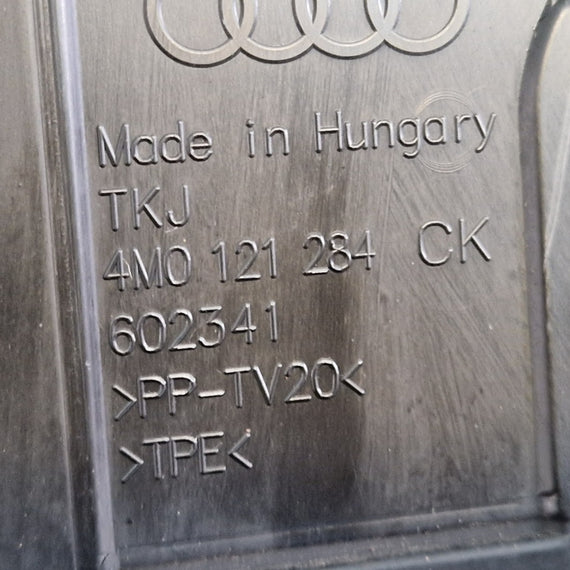 Made in Hungary
TKJ
4M0 121 284 CK
602341
>PP-TV20<
>TPE<